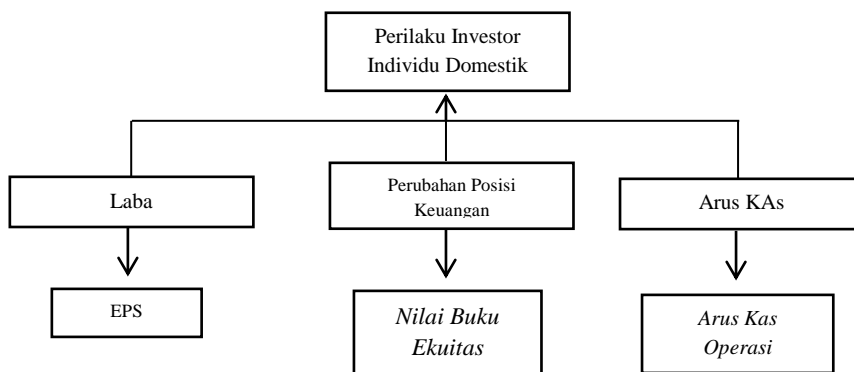 Perilaku Investor
Individu Domestik
Laba
Perubahan Posisi
Keuangan
Arus KAs
EPS
Nilai Buku
Ekuitas
Arus Kas
Operasi